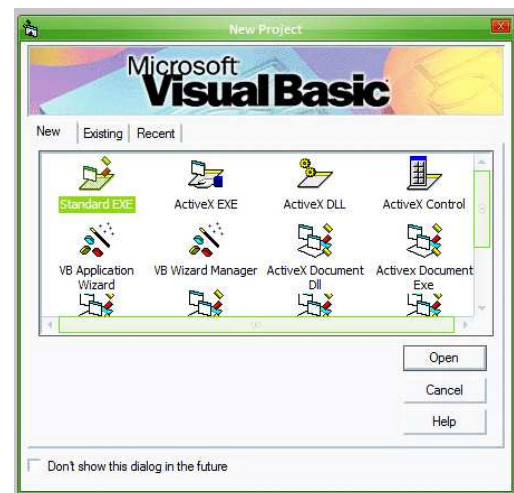 New Project
Microsoft
Visual Basic
New Existing Recent
Standard EXE ActiveX EXE ActiveX DLL ActiveX Control
VB Application Wizard VB Wizard Manager ActiveX Document Dll Activex Document Exe
Open
Cancel
Help
Don't show this dialog in the future